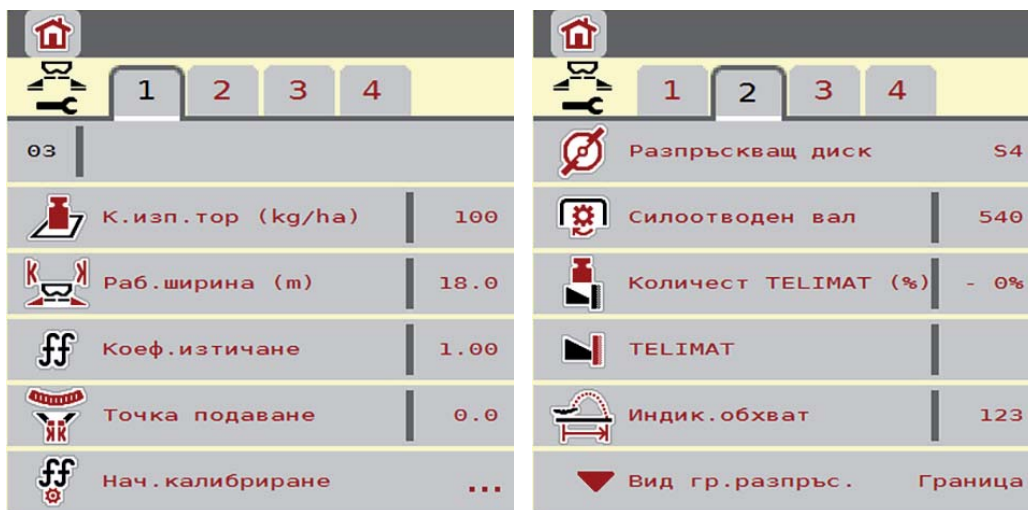 1 2 3 4
03
К.изп.тор (kg/ha) 100
Раб.ширина (m) 18.0
Коеф.изтичане 1.00
Точка подаване 0.0
Нач.калибриране ...
1 2 3 4
Разпръскващ диск S4
Силоотводен вал 540
Количест TELIMAT (%) - 0%
TELIMAT
Индик.обхват 123
Вид гр.разпръс. Граница